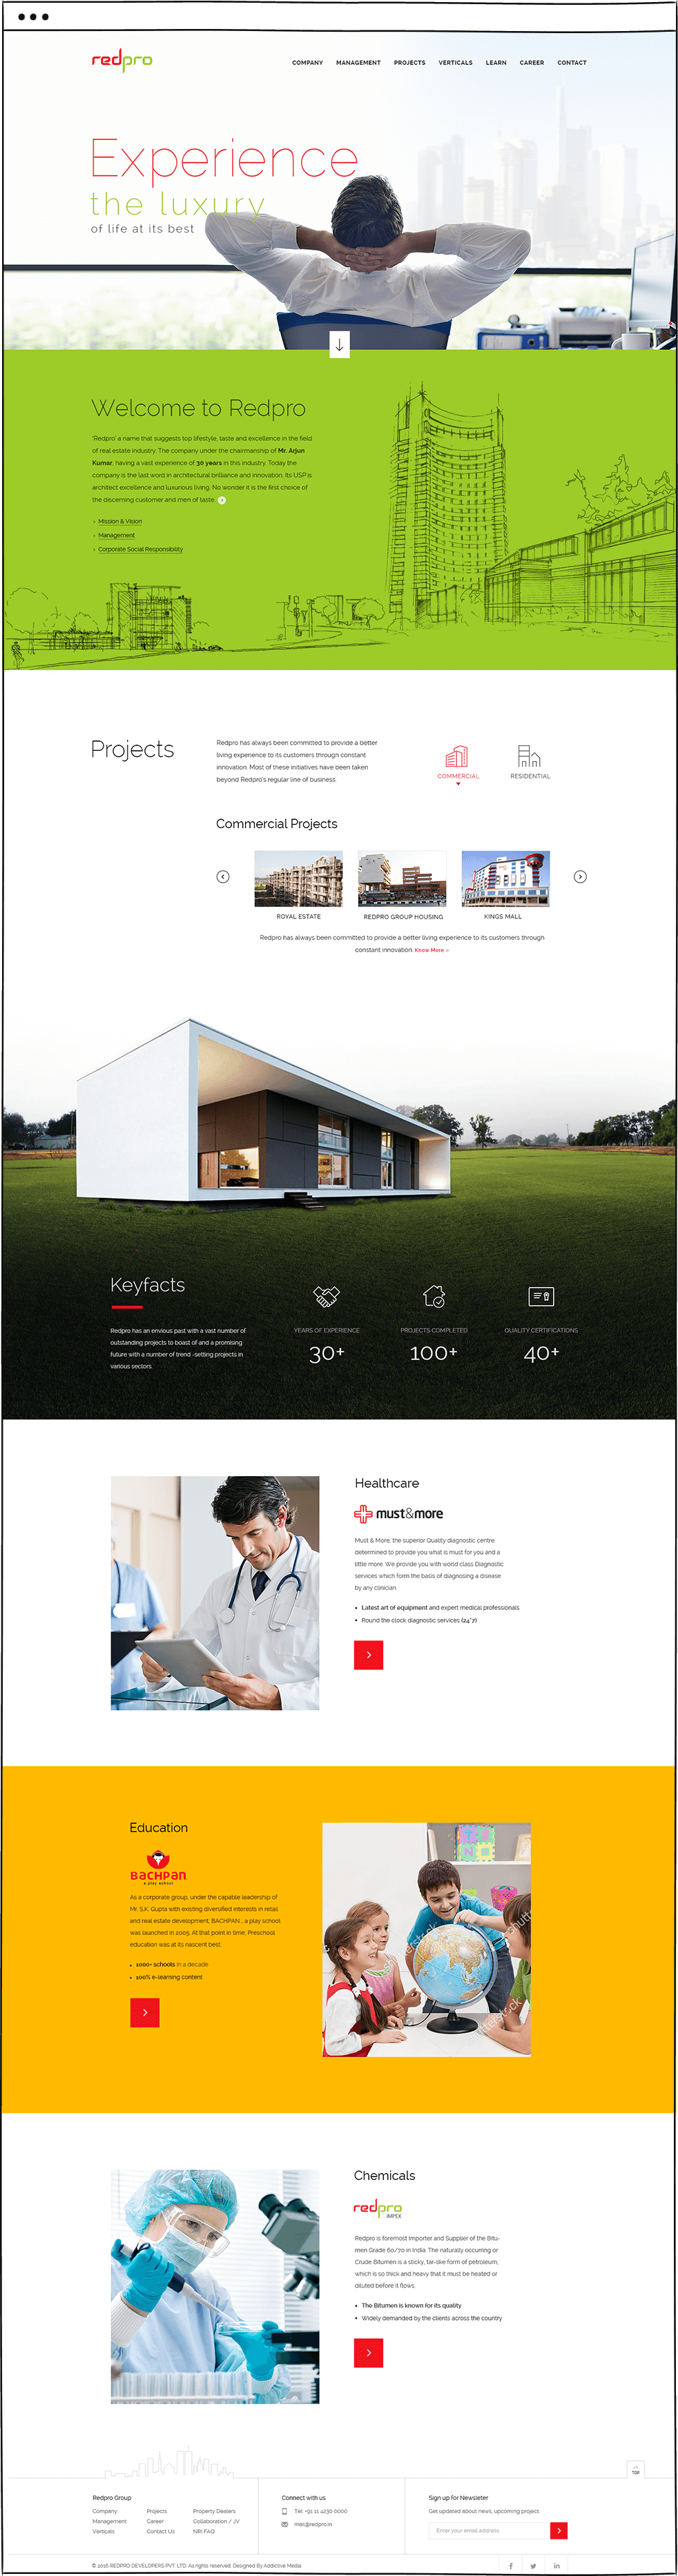 redpro
COMPANY MANAGEMENT PROJECTS VERTICALS LEARN CAREER CONTACT
Experience
the luxury
of life at its best
Welcome to Redpro
'Redpro' a name that suggests top lifestyle, taste and excellence in the field
of real estate industry. The company under the chairmanship of Mr. Arjun
Kumar, having a vast experience of 30 years in this industry. Today the
company is the last word in architectural brilliance and innovation. Its USP is
architect excellence and luxurious living. No wonder it is the first choice of
the discerning customer and men of taste.
› Mission & Vision
› Management
› Corporate Social Responsibility
Projects
Redpro has always been committed to provide a better
living experience to its customers through constant
innovation. Most of these initiatives have been taken
beyond Redpro's regular line of business.
COMMERCIAL RESIDENTIAL
Commercial Projects
ROYAL ESTATE REDPRO GROUP HOUSING KINGS MALL
Redpro has always been committed to provide a better living experience to its customers through
constant innovation. Know More »
Keyfacts
Redpro has an envious past with a vast number of
outstanding projects to boast of and a promising
future with a number of trend -setting projects in
various sectors.
YEARS OF EXPERIENCE
30+
PROJECTS COMPLETED
100+
QUALITY CERTIFICATIONS
40+
Healthcare
must&more
Must & More, the superior Quality diagnostic centre
determined to provide you what is must for you and a
little more. We provide you with world class Diagnostic
services which form the basis of diagnosing a disease
by any clinician.
• Latest art of equipment and expert medical professionals
• Round the clock diagnostic services (24*7)
Education
BACHPAN
a play school
As a corporate group, under the capable leadership of
Mr. S.K. Gupta with existing diversified interests in retail
and real estate development, BACHPAN , a play school
was launched in 2005. At that point in time, Preschool
education was at its nascent best.
• 1000+ schools in a decade
• 100% e-learning content
shutterstock
Chemicals
redpro
IMPEX
Redpro is foremost Importer and Supplier of the Bitu-
men Grade 60/70 in India. The naturally occurring or
Crude Bitumen is a sticky, tar-like form of petroleum,
which is so thick and heavy that it must be heated or
diluted before it flows.
• The Bitumen is known for its quality
• Widely demanded by the clients across the country
TOP
Redpro Group
Company Projects Property Dealers
Management Career Collaboration / JV
Verticals Contact Us NRI FAQ
Connect with us
Tel: +91 11 4230 0000
mail@redpro.in
Sign up for Newsleter
Get updated about news, upcoming project.
Enter your email address
© 2016 REDPRO DEVELOPERS PVT. LTD. All rights reserved. Designed By Addictive Media